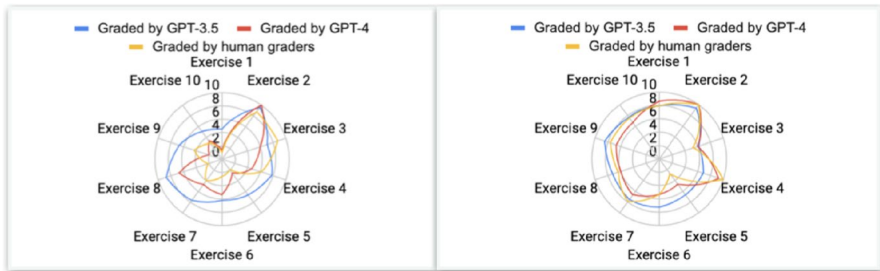 Graded by GPT-3.5 Graded by GPT-4
Graded by human graders
Exercise 1
Exercise 10 Exercise 2
10
8
Exercise 9 6 Exercise 3
4
2
0
Exercise 8 Exercise 4
Exercise 7 Exercise 5
Exercise 6
Graded by GPT-3.5 Graded by GPT-4
Graded by human graders
Exercise 1
Exercise 10 Exercise 2
10
8
Exercise 9 6 Exercise 3
4
2
0
Exercise 8 Exercise 4
Exercise 7 Exercise 5
Exercise 6